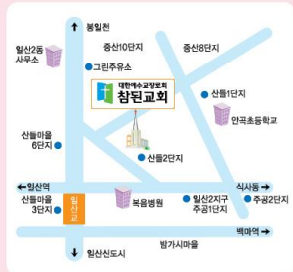 봉일천
일산2동
사무소
중산10단지
중산8단지
그린주유소
대한예수교장로회
참된교회
산들1단지
안곡초등학교
산들마을
6단지
산들2단지
←일산역
식사동→
산들마을
3단지
일산교
복음병원
일산2지구
주공1단지
주공2단지
백마역→
밤가시마을
일산신도시